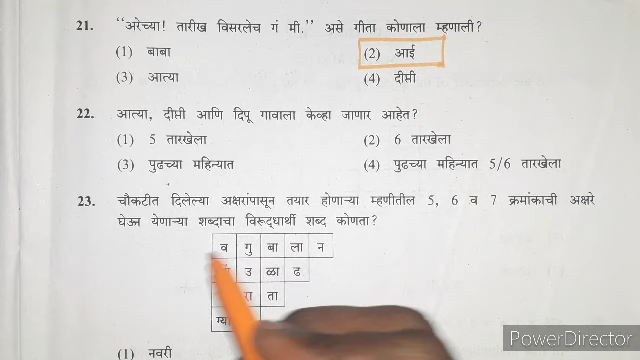 21. "अरेच्या! तारीख विसरलेच गं मी." असे गीता कोणाला म्हणाली?
(1) बाबा (2) आई
(3) आत्या (4) दीप्ती
22. आत्या, दीप्ती आणि दिपू गावाला केव्हा जाणार आहेत?
(1) 5 तारखेला (2) 6 तारखेला
(3) पुढच्या महिन्यात (4) पुढच्या महिन्यात 5/6 तारखेला
23. चौकटीत दिलेल्या अक्षरांपासून तयार होणाऱ्या म्हणीतील 5, 6 व 7 क्रमांकाची अक्षरे
घेऊन येणाऱ्या शब्दाचा विरूद्धार्थी शब्द कोणता?
व गु बा ला न
उ ळा ढ
रा ता
ग्या
(1) नवरी
PowerDirector